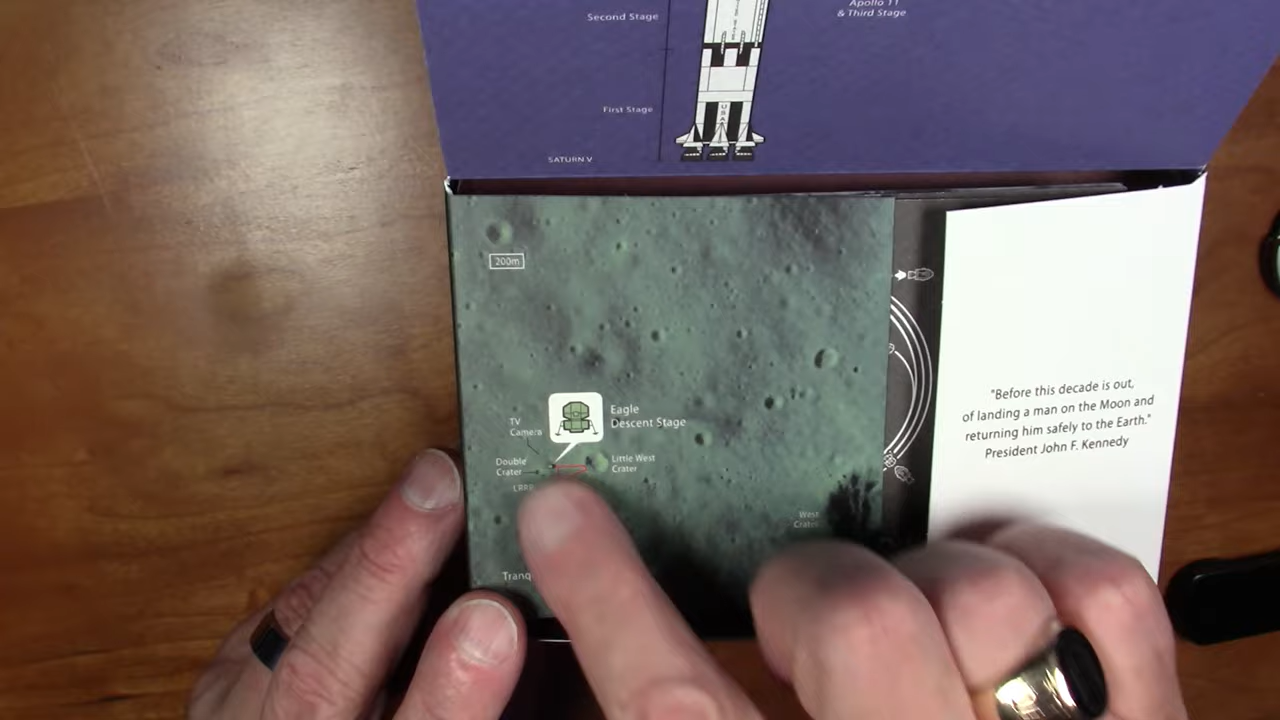 Second Stage
Apollo 11
& Third Stage
First Stage
USA
SATURN V
200m
Eagle
Descent Stage
TV
Camera
Double
Crater
Little West
Crater
West
Crater
Tranq
"Before this decade is out,
of landing a man on the Moon and
returning him safely to the Earth."
President John F. Kennedy